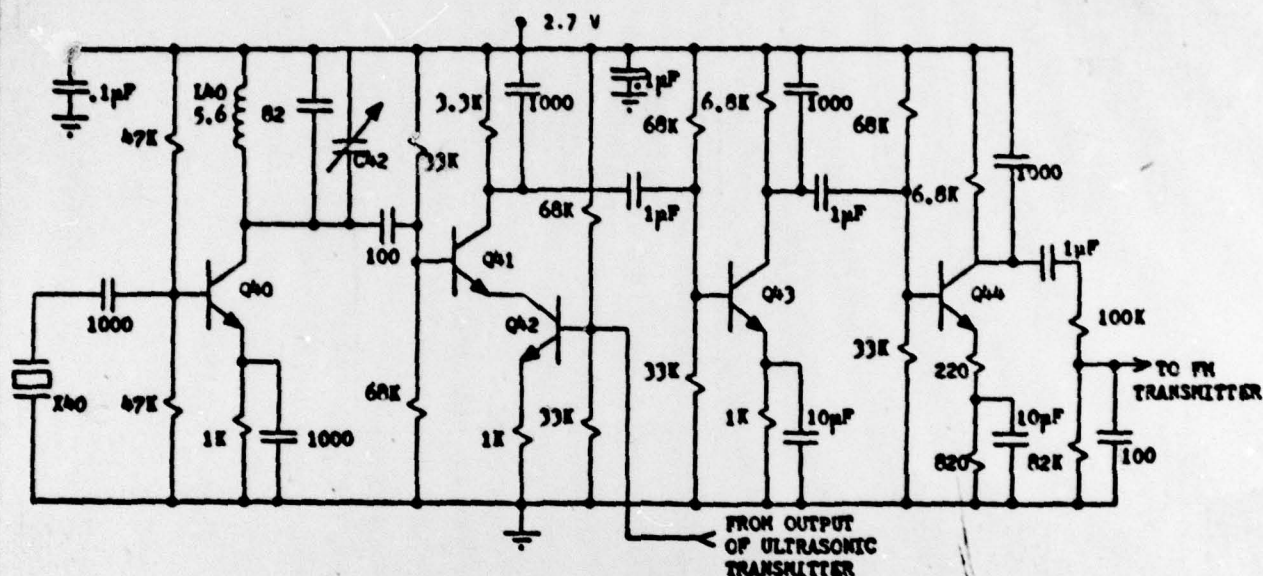 2.7 V
.1µF
L40
5.6
82
C42
47K
33K
3.3K
1000
68K
.1µF
68K
6.8K
1000
68K
6.8K
1000
100
1µF
1µF
1µF
Q40
Q41
Q42
Q43
Q44
1000
X40
47K
1K
1000
68K
1K
33K
33K
1K
10µF
33K
220
820
10µF
82K
100K
100
TO FM
TRANSMITTER
FROM OUTPUT
OF ULTRASONIC
TRANSMITTER